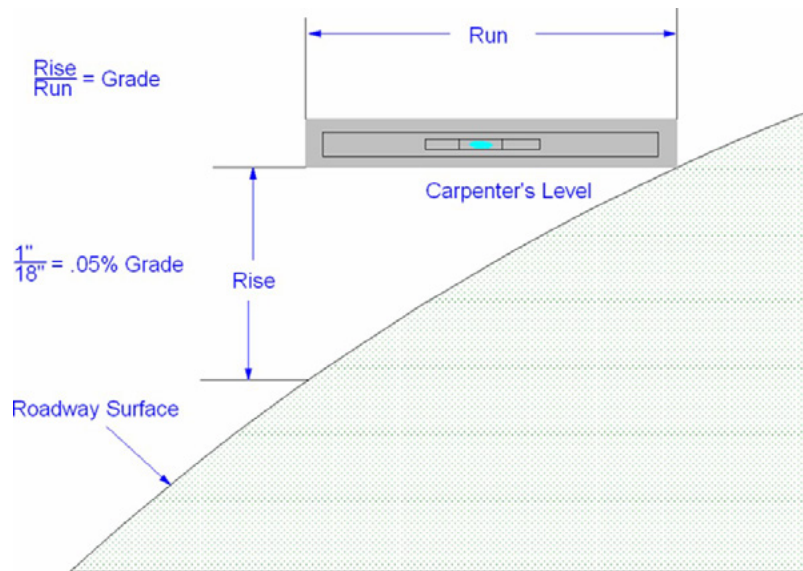 Run
Rise
Run = Grade
Carpenter's Level
1"
18" = .05% Grade
Rise
Roadway Surface